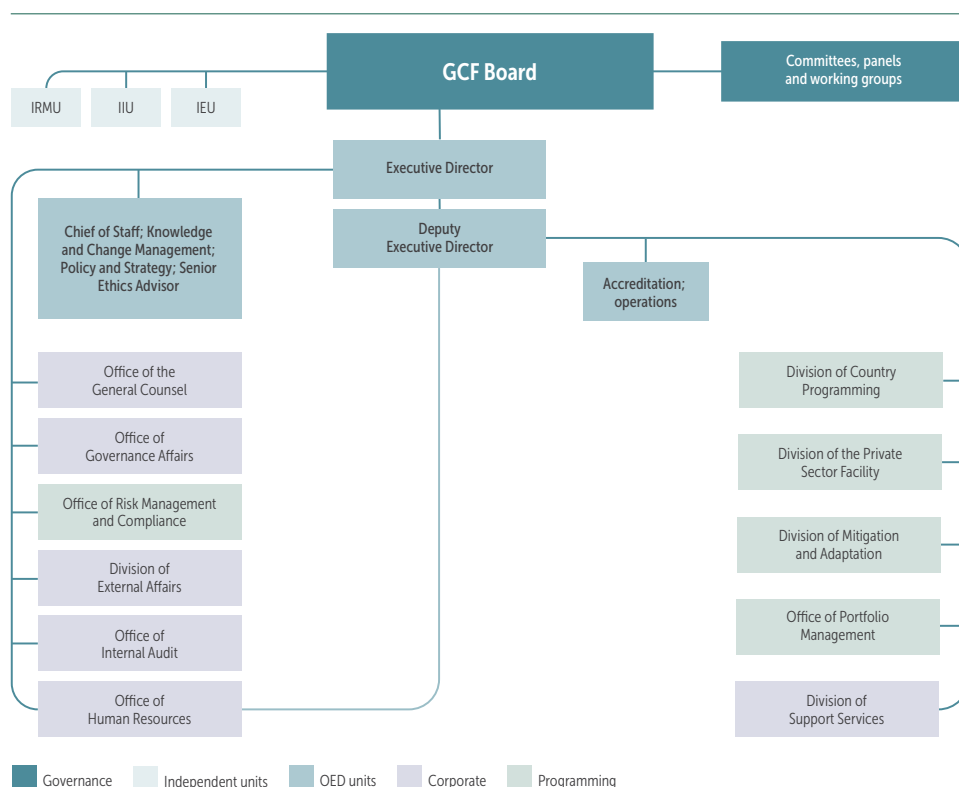 GCF Board
Committees, panels
and working groups
IRMU
IIU
IEU
Executive Director
Deputy
Executive Director
Chief of Staff; Knowledge
and Change Management;
Policy and Strategy; Senior
Ethics Advisor
Accreditation;
operations
Office of the
General Counsel
Office of
Governance Affairs
Office of Risk Management
and Compliance
Division of
External Affairs
Office of
Internal Audit
Office of
Human Resources
Division of Country
Programming
Division of the Private
Sector Facility
Division of Mitigation
and Adaptation
Office of Portfolio
Management
Division of
Support Services
Governance
Independent units
OED units
Corporate
Programming